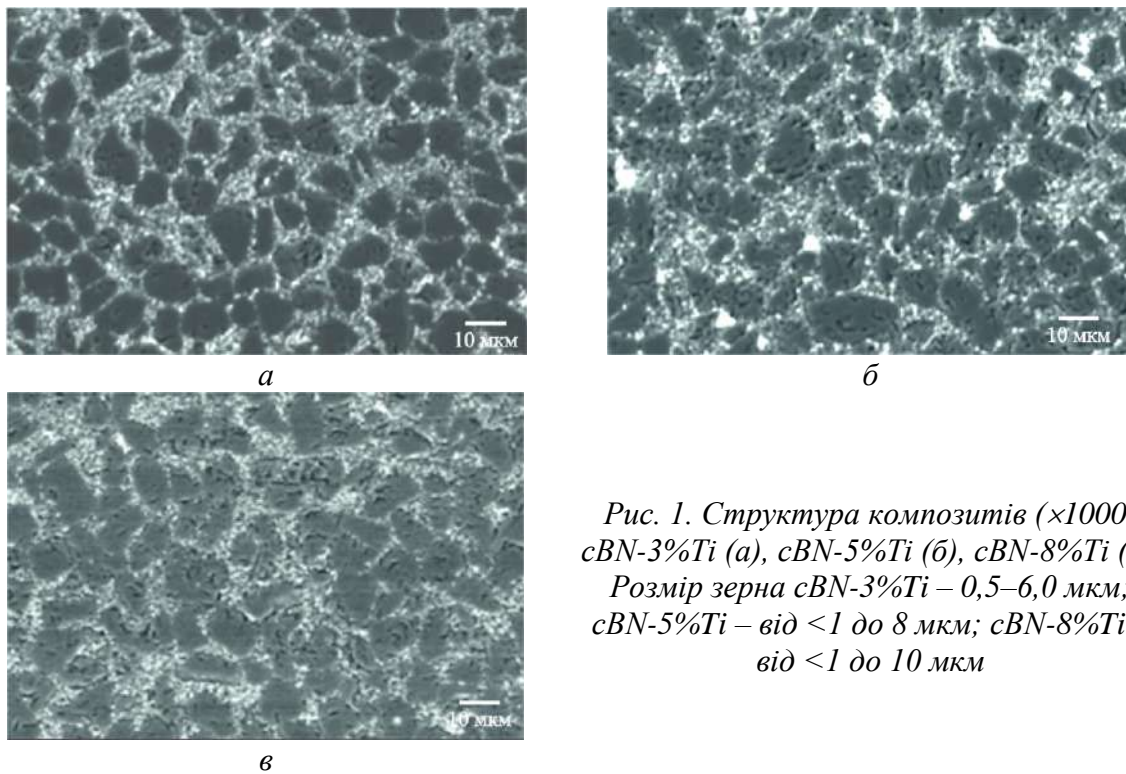 10 мкм
10 мкм
а
б
10 мкм
в
Рис. 1. Структура композитів (×1000
cBN-3%Ti (а), cBN-5%Ti (б), cBN-8%Ti (
Розмір зерна cBN-3%Ti – 0,5–6,0 мкм;
cBN-5%Ti – від <1 до 8 мкм; cBN-8%Ti
від <1 до 10 мкм